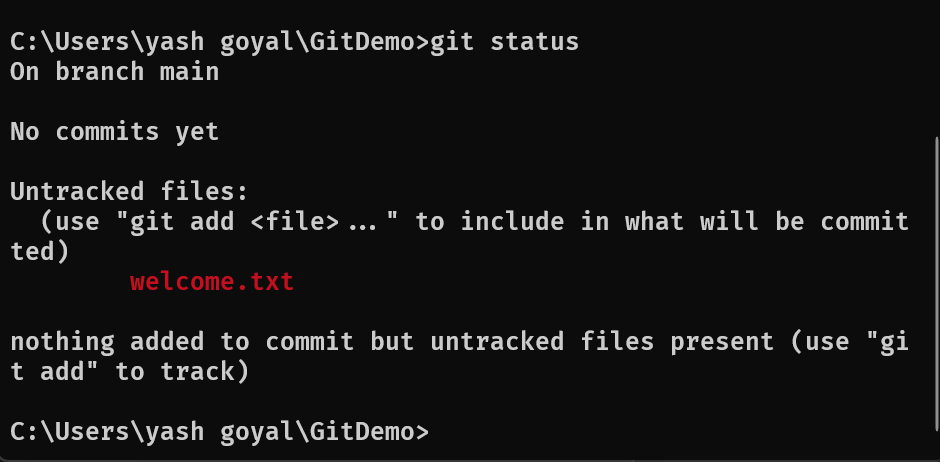 C:\Users\yash goyal\GitDemo>git status
On branch main
No commits yet
Untracked files:
(use "git add <file>..." to include in what will be commit
ted)
welcome.txt
nothing added to commit but untracked files present (use "gi
t add" to track)
C:\Users\yash goyal\GitDemo>